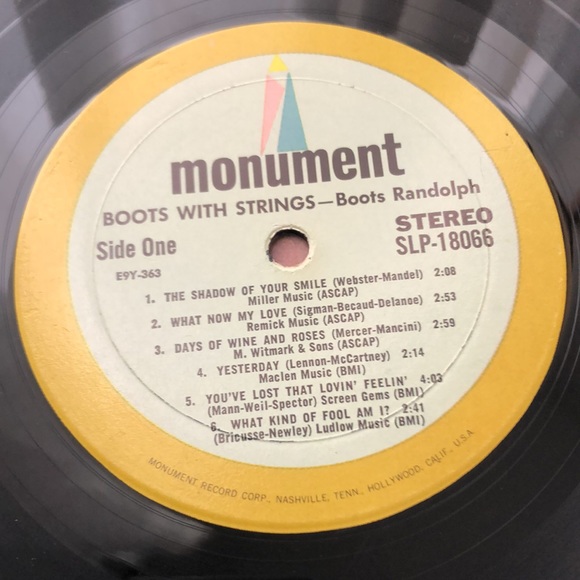 monument
BOOTS WITH STRINGS—Boots Randolph
Side One
STEREO
E9Y-363
SLP-18066
1. THE SHADOW OF YOUR SMILE (Webster-Mandel) 2:08
Miller Music (ASCAP)
2. WHAT NOW MY LOVE (Sigman-Becaud-Delanoe) 2:53
Remick Music (ASCAP)
3. DAYS OF WINE AND ROSES (Mercer-Mancini) 2:59
M. Witmark & Sons (ASCAP)
4. YESTERDAY (Lennon-McCartney) 2:14
Maclen Music (BMI)
5. YOU'VE LOST THAT LOVIN' FEELIN' 4:03
(Mann-Weil-Spector) Screen Gems (BMI)
6. WHAT KIND OF FOOL AM I? 2:41
(Bricusse-Newley) Ludlow Music (BMI)
MONUMENT RECORD CORP., NASHVILLE, TENN., HOLLYWOOD, CALIF., U.S.A.